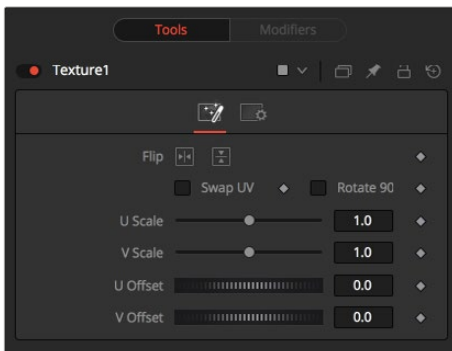 Tools Modifiers
Texture1
Flip
Swap UV Rotate 90
U Scale 1.0
V Scale 1.0
U Offset 0.0
V Offset 0.0